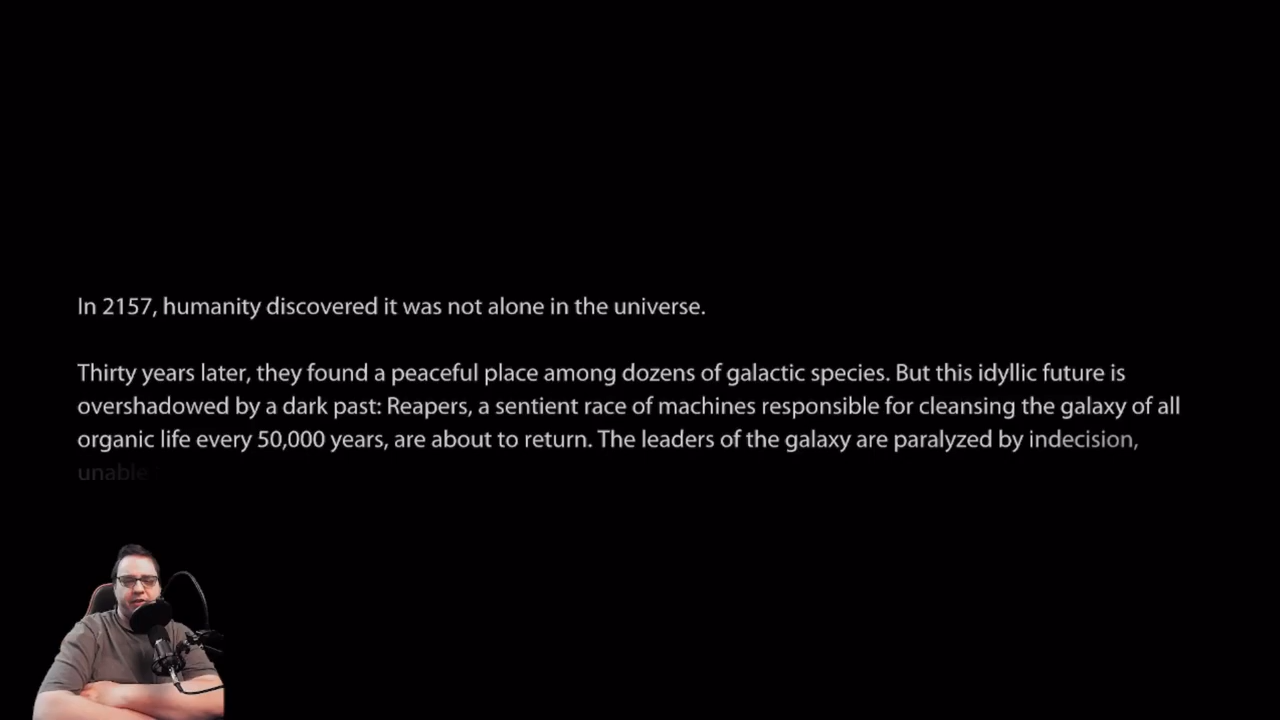 In 2157, humanity discovered it was not alone in the universe.
Thirty years later, they found a peaceful place among dozens of galactic species. But this idyllic future is
overshadowed by a dark past: Reapers, a sentient race of machines responsible for cleansing the galaxy of all
organic life every 50,000 years, are about to return. The leaders of the galaxy are paralyzed by indecision,
unable